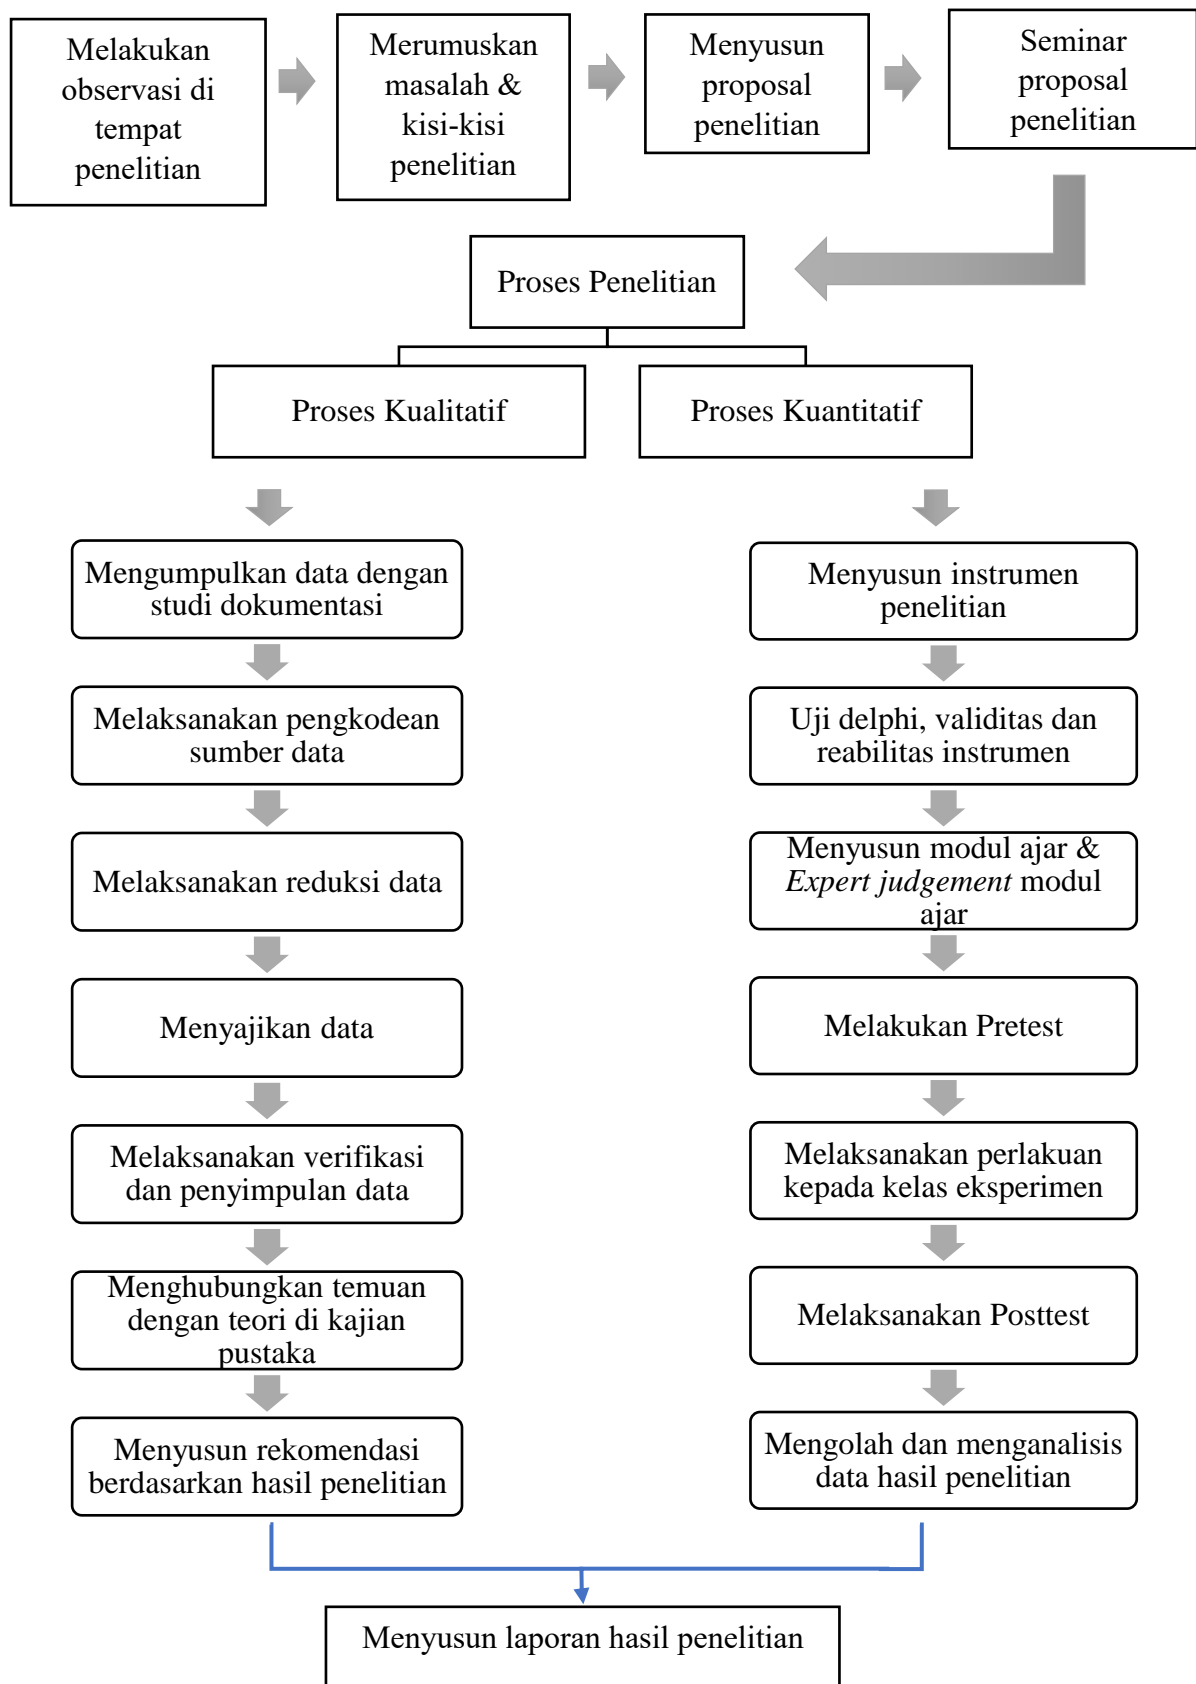 Melakukan
observasi di
tempat
penelitian
Merumuskan
masalah &
kisi-kisi
penelitian
Menyusun
proposal
penelitian
Seminar
proposal
penelitian
Proses Penelitian
Proses Kualitatif
Proses Kuantitatif
Mengumpulkan data dengan
studi dokumentasi
Melaksanakan pengkodean
sumber data
Melaksanakan reduksi data
Menyajikan data
Melaksanakan verifikasi
dan penyimpulan data
Menghubungkan temuan
dengan teori di kajian
pustaka
Menyusun rekomendasi
berdasarkan hasil penelitian
Menyusun instrumen
penelitian
Uji delphi, validitas dan
reabilitas instrumen
Menyusun modul ajar &
Expert judgement modul
ajar
Melakukan Pretest
Melaksanakan perlakuan
kepada kelas eksperimen
Melaksanakan Posttest
Mengolah dan menganalisis
data hasil penelitian
Menyusun laporan hasil penelitian